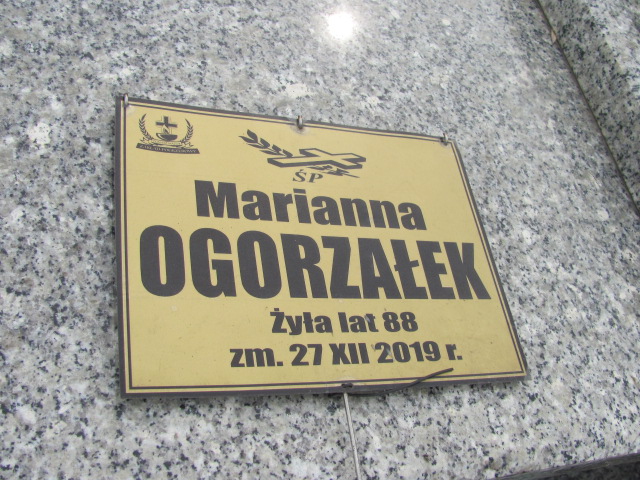 ŚP
Marianna
OGORZAŁEK
Żyła lat 88
zm. 27 XII 2019 r.